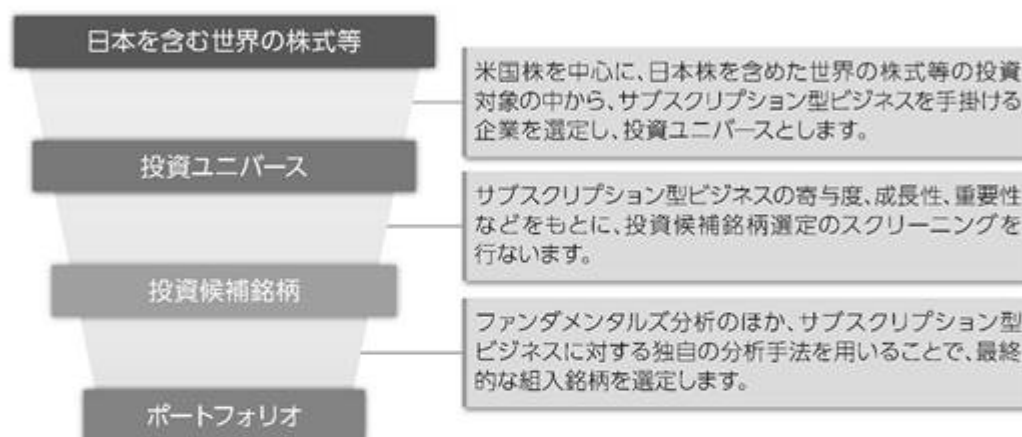 日本を含む世界の株式等
米国株を中心に、日本株を含めた世界の株式等の投資
対象の中から、サブスクリプション型ビジネスを手掛ける
企業を選定し、投資ユニバースとします。
投資ユニバース
サブスクリプション型ビジネスの寄与度、成長性、重要性
などをもとに、投資候補銘柄選定のスクリーニングを
行ないます。
投資候補銘柄
ファンダメンタルズ分析のほか、サブスクリプション型
ビジネスに対する独自の分析手法を用いることで、最終
的な組入銘柄を選定します。
ポートフォリオ